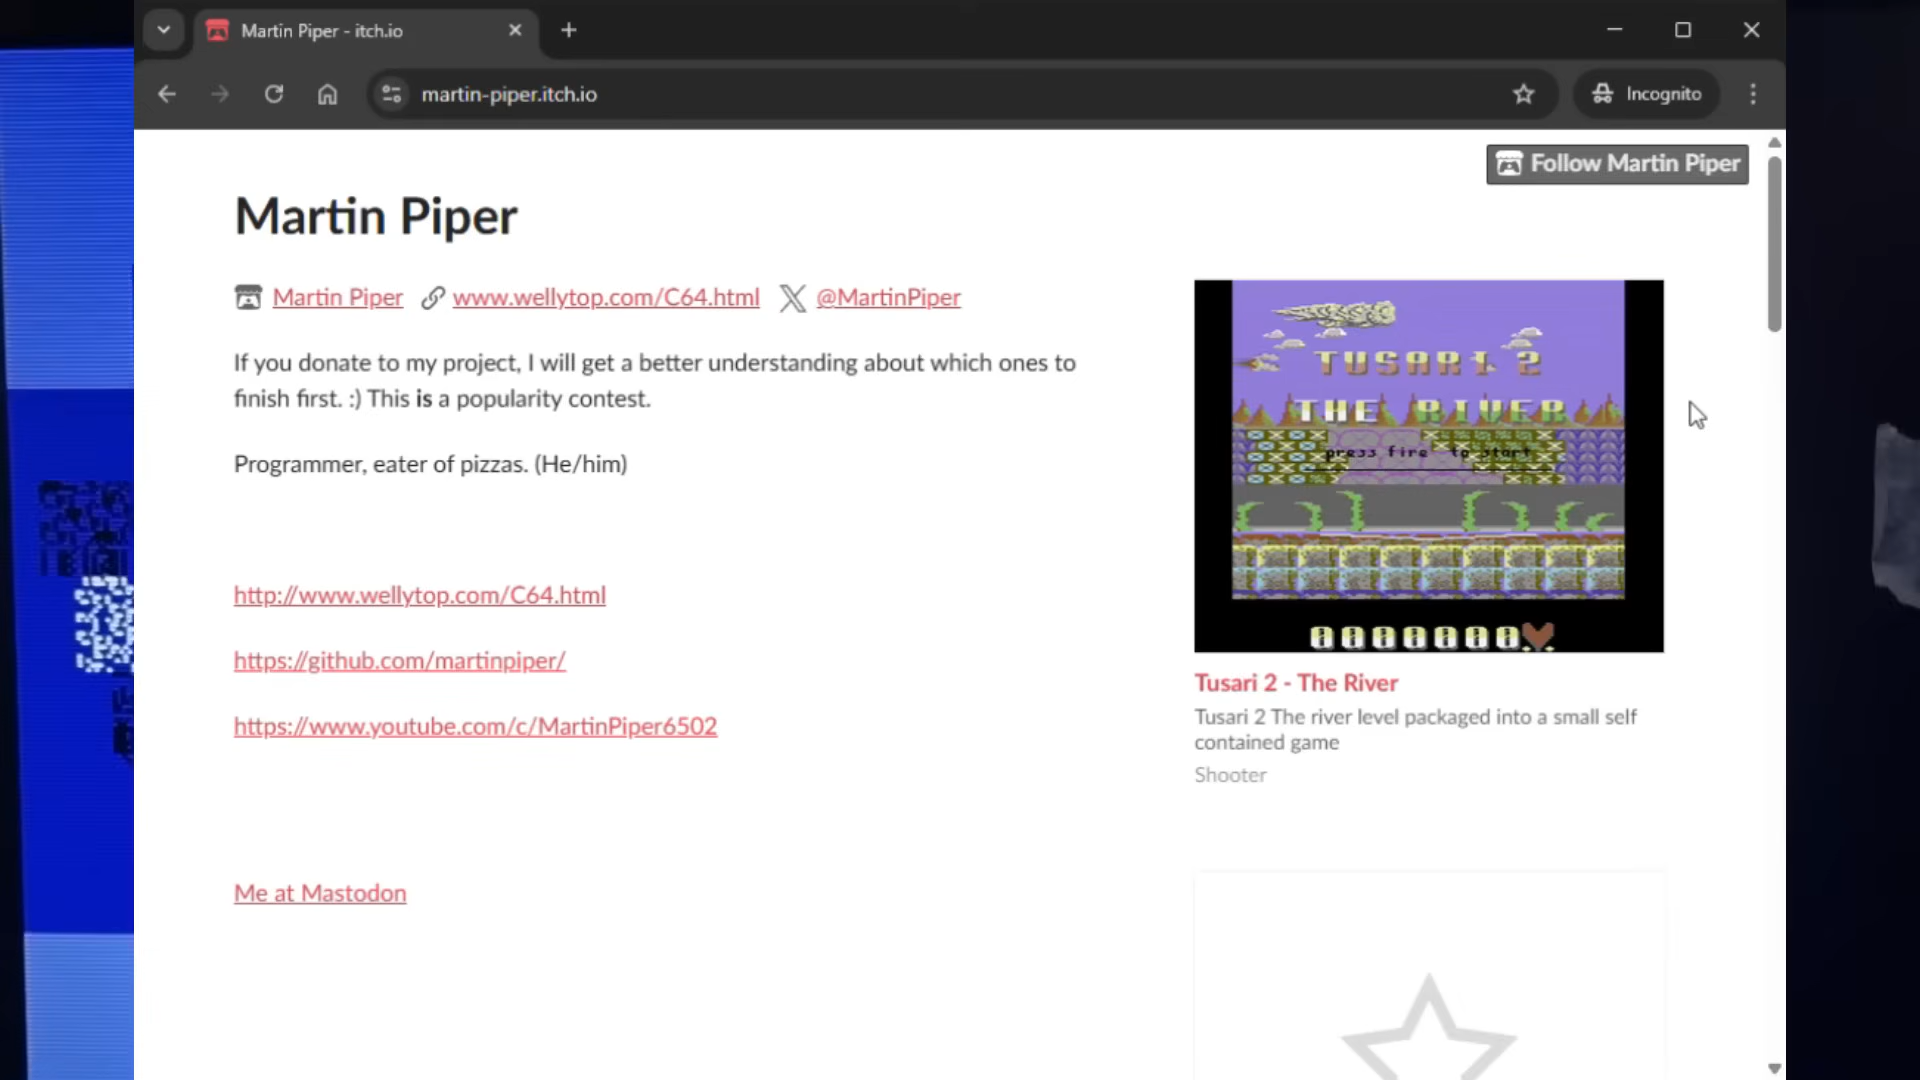 Martin Piper - itch.io
martin-piper.itch.io
Incognito
Follow Martin Piper
Martin Piper
Martin Piper www.wellytop.com/C64.html @MartinPiper
If you donate to my project, I will get a better understanding about which ones to
finish first. :) This is a popularity contest.
Programmer, eater of pizzas. (He/him)
http://www.wellytop.com/C64.html
https://github.com/martinpiper/
https://www.youtube.com/c/MartinPiper6502
Me at Mastodon
TUSARI 2
THE RIVER
press fire to start
0000000
Tusari 2 - The River
Tusari 2 The river level packaged into a small self
contained game
Shooter